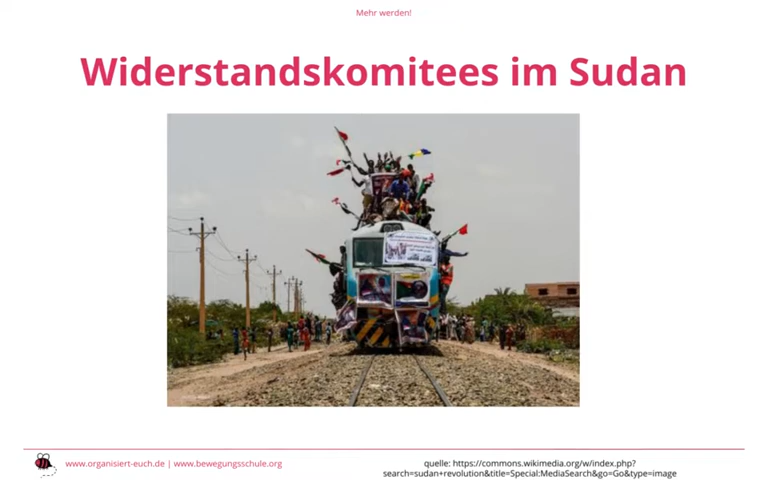 Mehr werden!
Widerstandskomitees im Sudan
www.organisiert-euch.de | www.bewegungsschule.org
quelle: https://commons.wikimedia.org/w/index.php?
search=sudan+revolution&title=Special:MediaSearch&go=Go&type=image